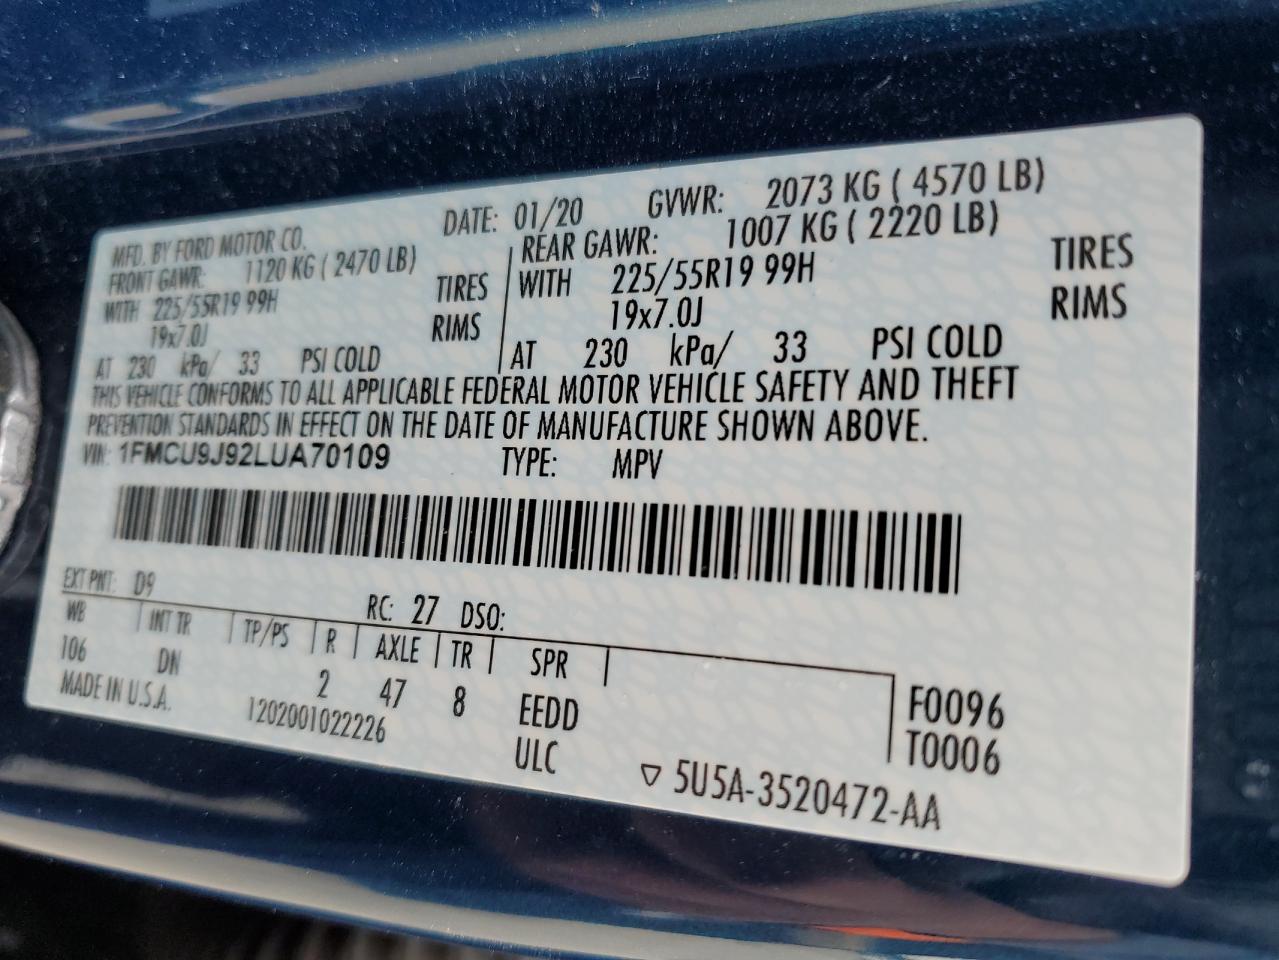 MFD. BY FORD MOTOR CO. DATE: 01/20 GVWR: 2073 KG ( 4570 LB)
FRONT GAWR: 1120 KG ( 2470 LB) REAR GAWR: 1007 KG ( 2220 LB)
WITH 225/55R19 99H TIRES WITH 225/55R19 99H TIRES
19x7.0J RIMS 19x7.0J RIMS
AT 230 kPa/ 33 PSI COLD AT 230 kPa/ 33 PSI COLD
THIS VEHICLE CONFORMS TO ALL APPLICABLE FEDERAL MOTOR VEHICLE SAFETY AND THEFT
PREVENTION STANDARDS IN EFFECT ON THE DATE OF MANUFACTURE SHOWN ABOVE.
VIN: 1FMCU9J92LUA70109 TYPE: MPV
EXT PNT: D9 RC: 27 DSO:
WB INT TR TP/PS R AXLE TR SPR
106 DN 2 47 8 EEDD F0096
MADE IN U.S.A. 1202001022226 ULC T0006
▽ 5U5A-3520472-AA